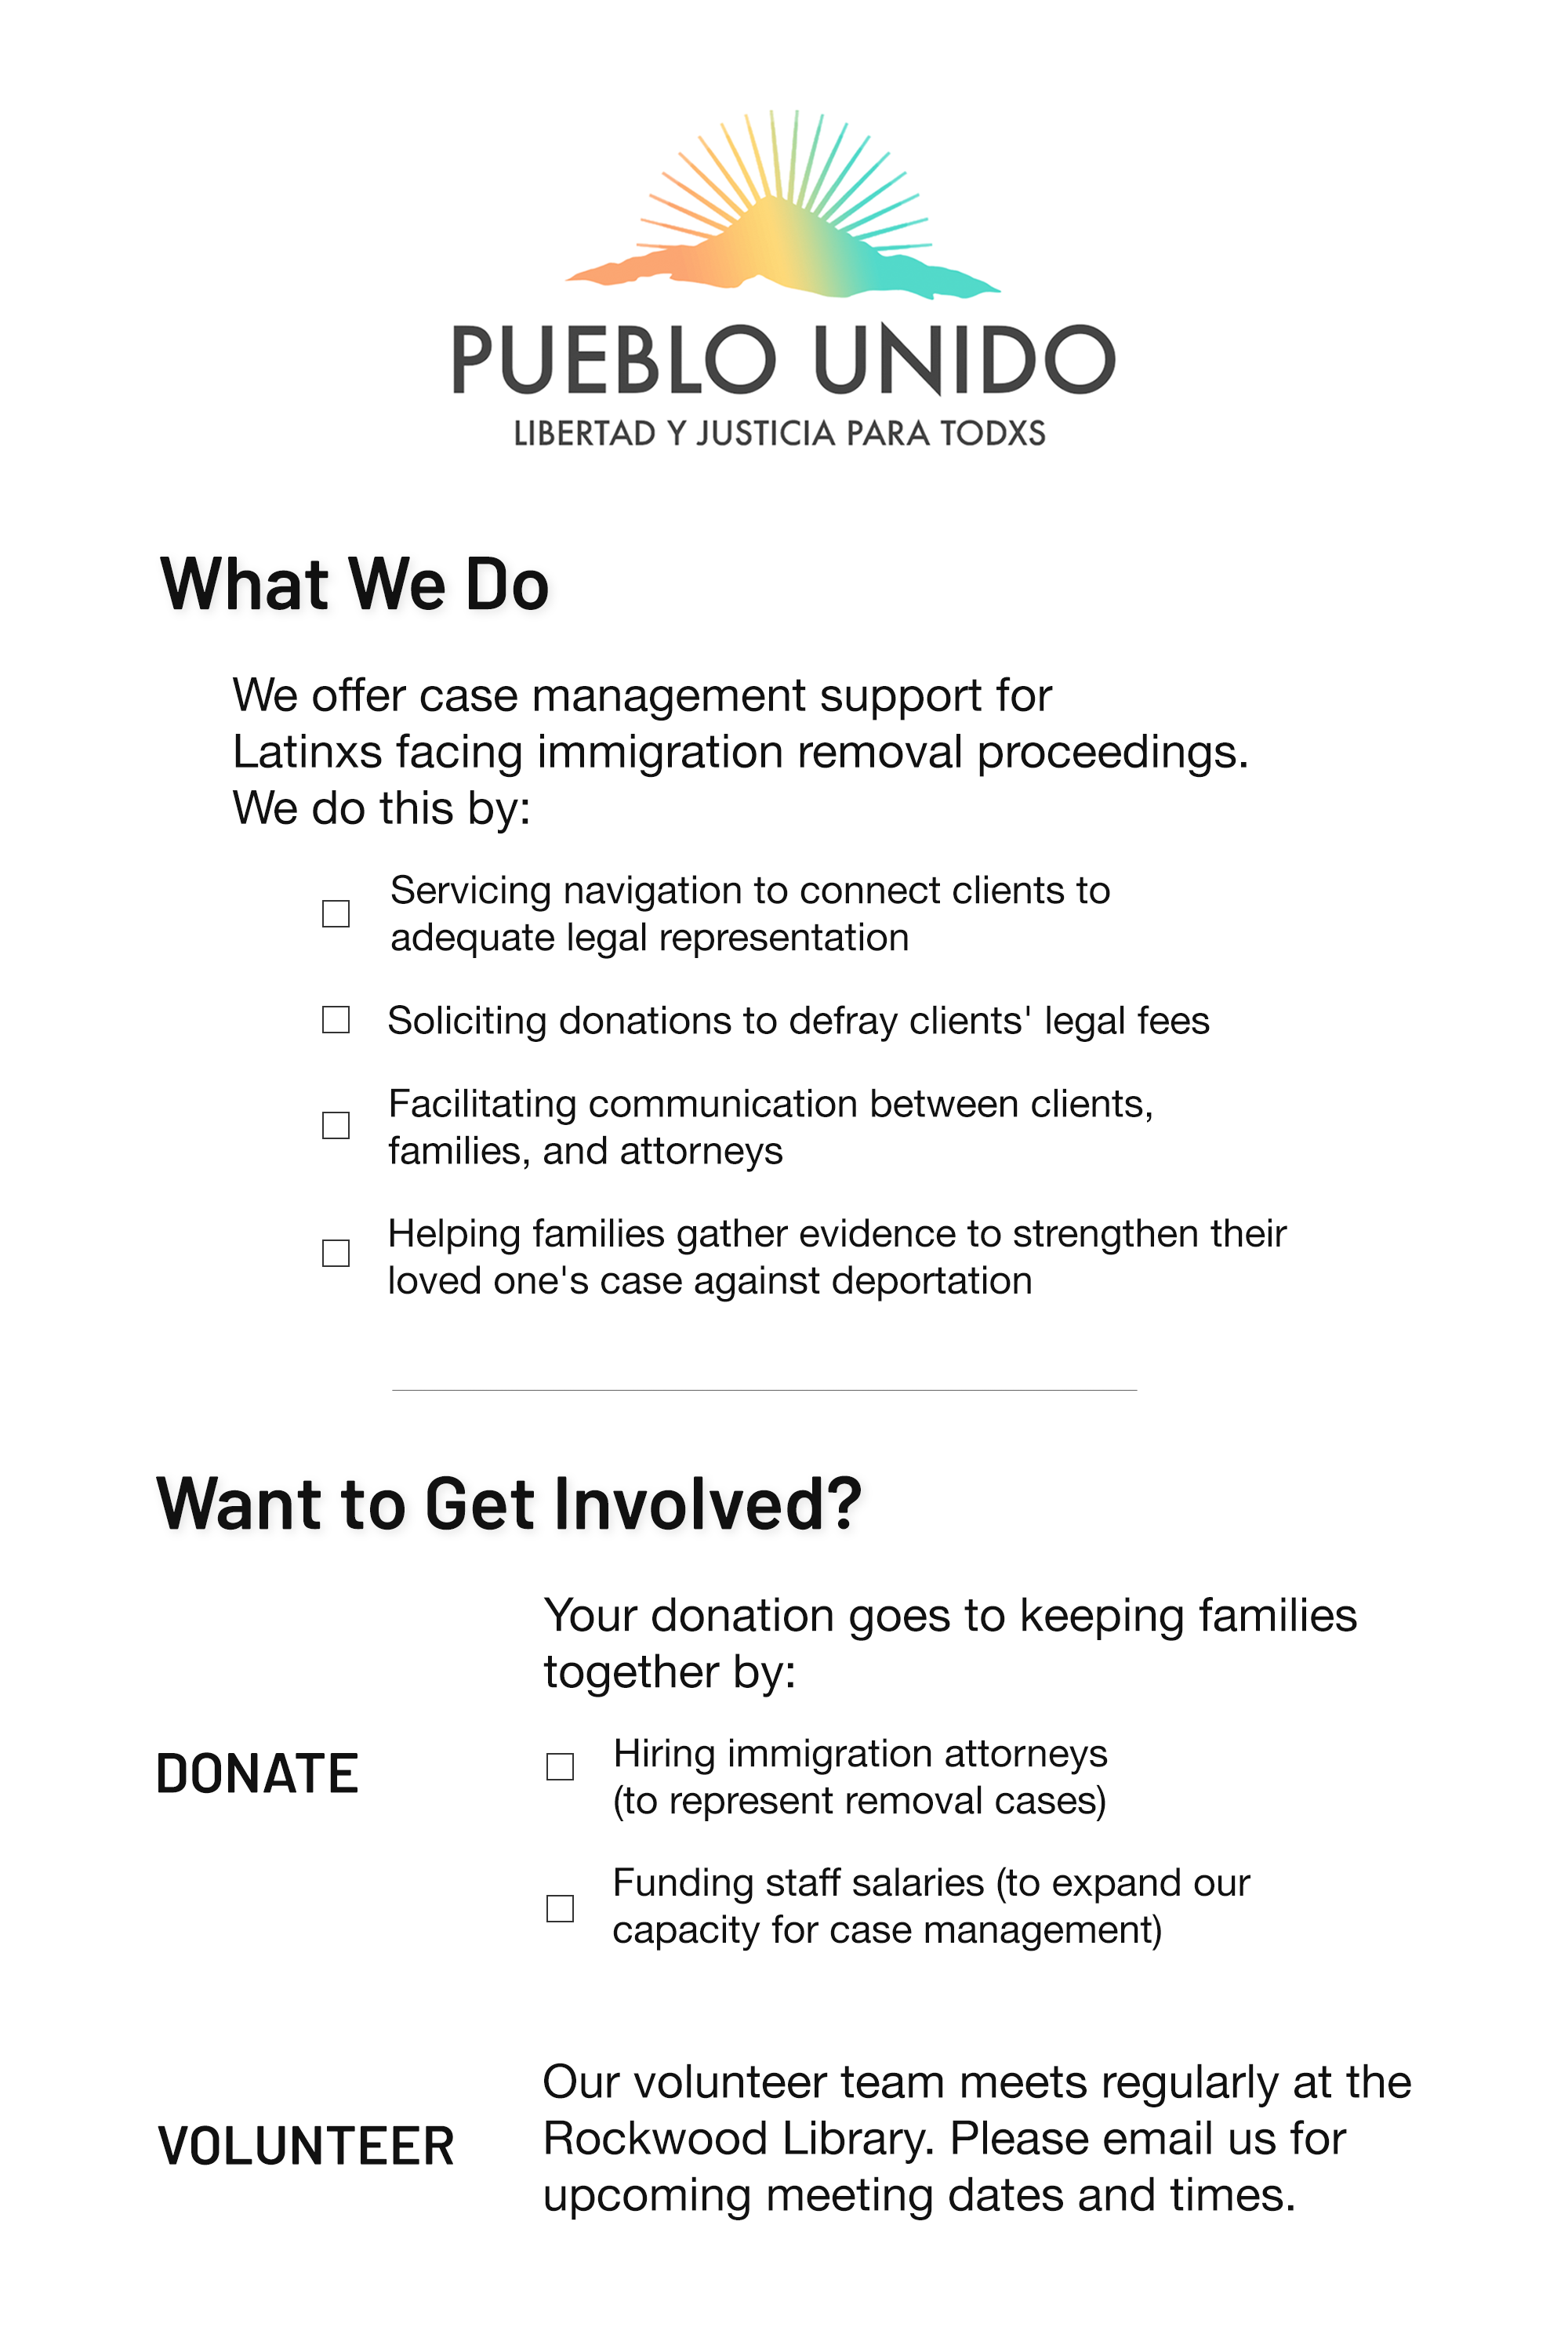 PUEBLO UNIDO
LIBERTAD Y JUSTICIA PARA TODXS
What We Do
We offer case management support for
Latinxs facing immigration removal proceedings.
We do this by:
Servicing navigation to connect clients to
adequate legal representation
Soliciting donations to defray clients' legal fees
Facilitating communication between clients,
families, and attorneys
Helping families gather evidence to strengthen their
loved one's case against deportation
Want to Get Involved?
DONATE
Your donation goes to keeping families
together by:
Hiring immigration attorneys
(to represent removal cases)
Funding staff salaries (to expand our
capacity for case management)
VOLUNTEER
Our volunteer team meets regularly at the
Rockwood Library. Please email us for
upcoming meeting dates and times.